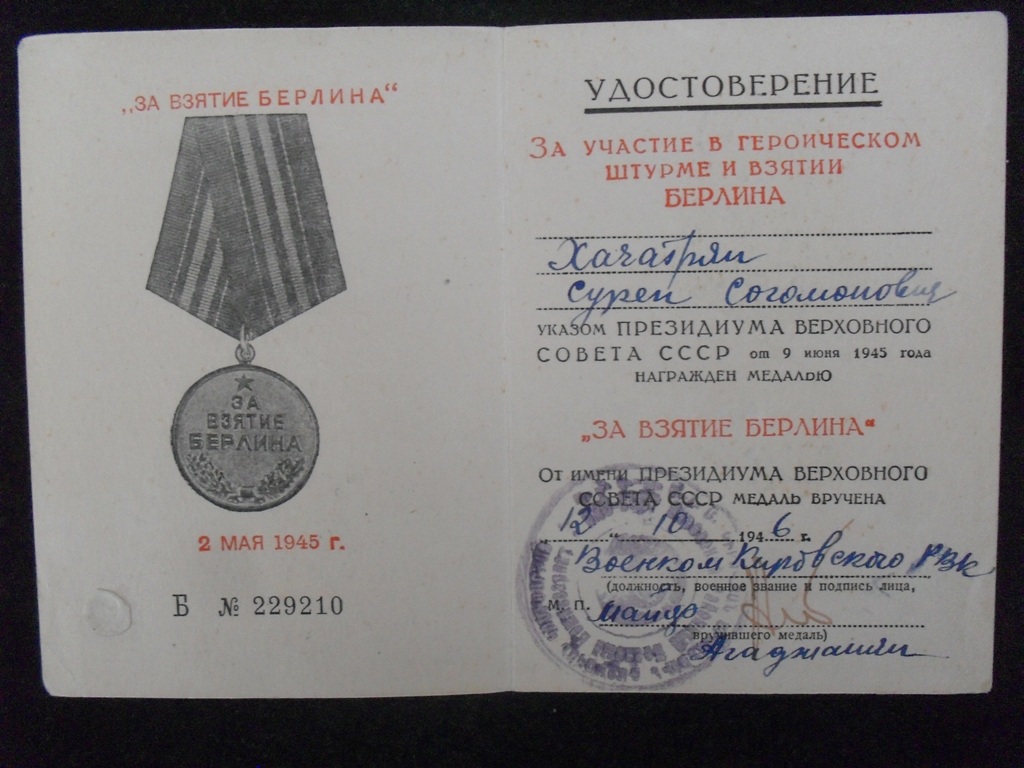 „ЗА ВЗЯТИЕ БЕРЛИНА“
ЗА
ВЗЯТИЕ
БЕРЛИНА
2 МАЯ 1945 г.
Б № 229210
УДОСТОВЕРЕНИЕ
ЗА УЧАСТИЕ В ГЕРОИЧЕСКОМ
ШТУРМЕ И ВЗЯТИИ
БЕРЛИНА
Хачатрян
Сурен Согомонович
УКАЗОМ ПРЕЗИДИУМА ВЕРХОВНОГО
СОВЕТА СССР от 9 июня 1945 года
НАГРАЖДЕН МЕДАЛЬЮ
„ЗА ВЗЯТИЕ БЕРЛИНА“
От имени ПРЕЗИДИУМА ВЕРХОВНОГО
СОВЕТА СССР МЕДАЛЬ ВРУЧЕНА
„12“ 10 1946 г.
Военком Кировского РВК
(должность, военное звание и подпись лица,
М. П.
вручившего медаль)
Агаджанян